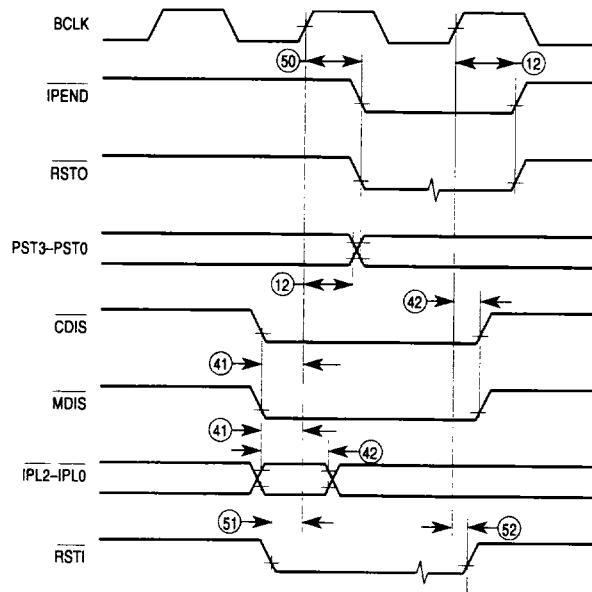 BCLK
50
12
IPEND
RSTO
PST3-PST0
12
42
CDIS
41
MDIS
41
42
IPL2-IPL0
51
52
RSTI